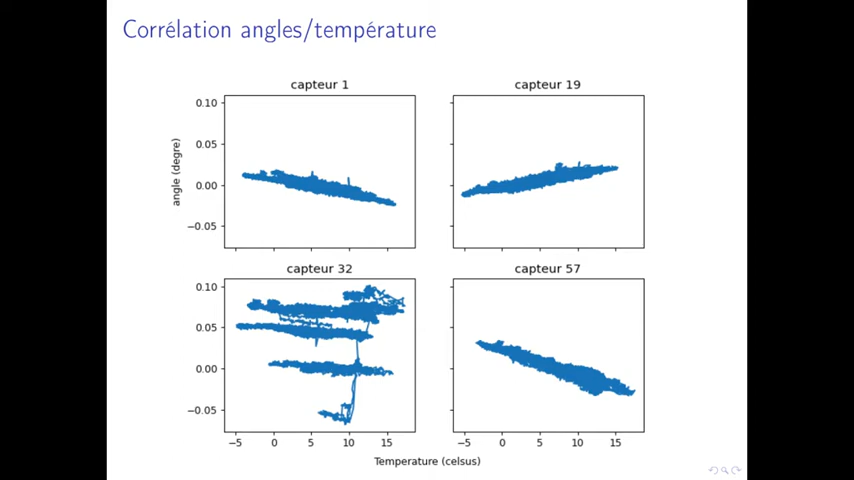 Corrélation angles/température
capteur 1
capteur 19
0.10
0.05
0.00
−0.05
angle (degre)
capteur 32
capteur 57
0.10
0.05
0.00
−0.05
−5 0 5 10 15
−5 0 5 10 15
Temperature (celsus)